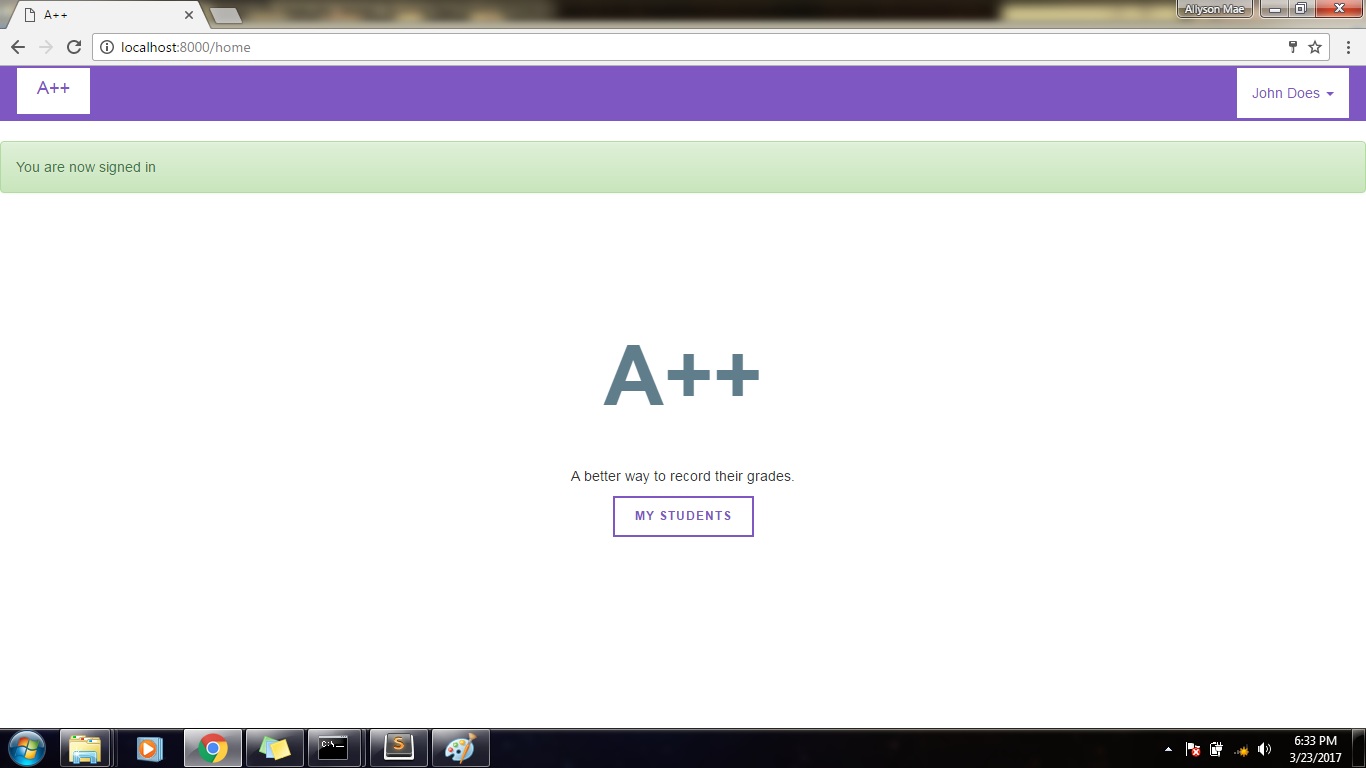 A++
Allyson Mae
localhost:8000/home
A++
John Does
You are now signed in
A++
A better way to record their grades.
MY STUDENTS
C:\_
S
6:33 PM
3/23/2017